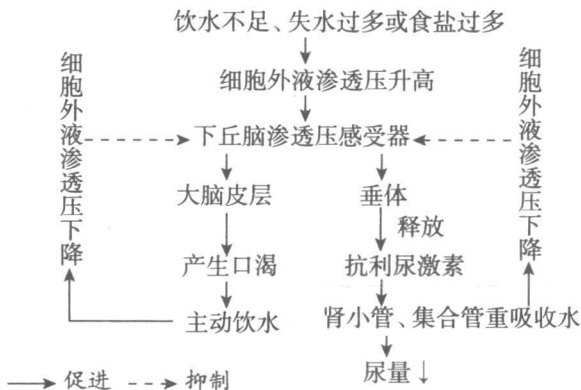 饮水不足、失水过多或食盐过多
细胞外液渗透压升高
细胞外液渗透压下降
下丘脑渗透压感受器
细胞外液渗透压下降
大脑皮层
垂体
释放
产生口渴
抗利尿激素
主动饮水
肾小管、集合管重吸收水
尿量↓
促进
抑制